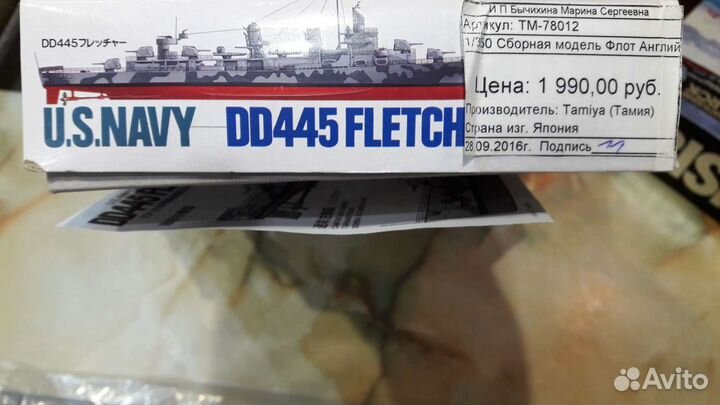 DD445フレッチャー
U.S.NAVY DD445 FLETCH
И П Бычихина Марина Сергеевна
Артикул: TM-78012
1/350 Сборная модель Флот Англий
Цена: 1 990,00 руб.
Производитель: Tamiya (Тамия)
Страна изг. Япония
28.09.2016г. Подпись
DD445 F
Avito